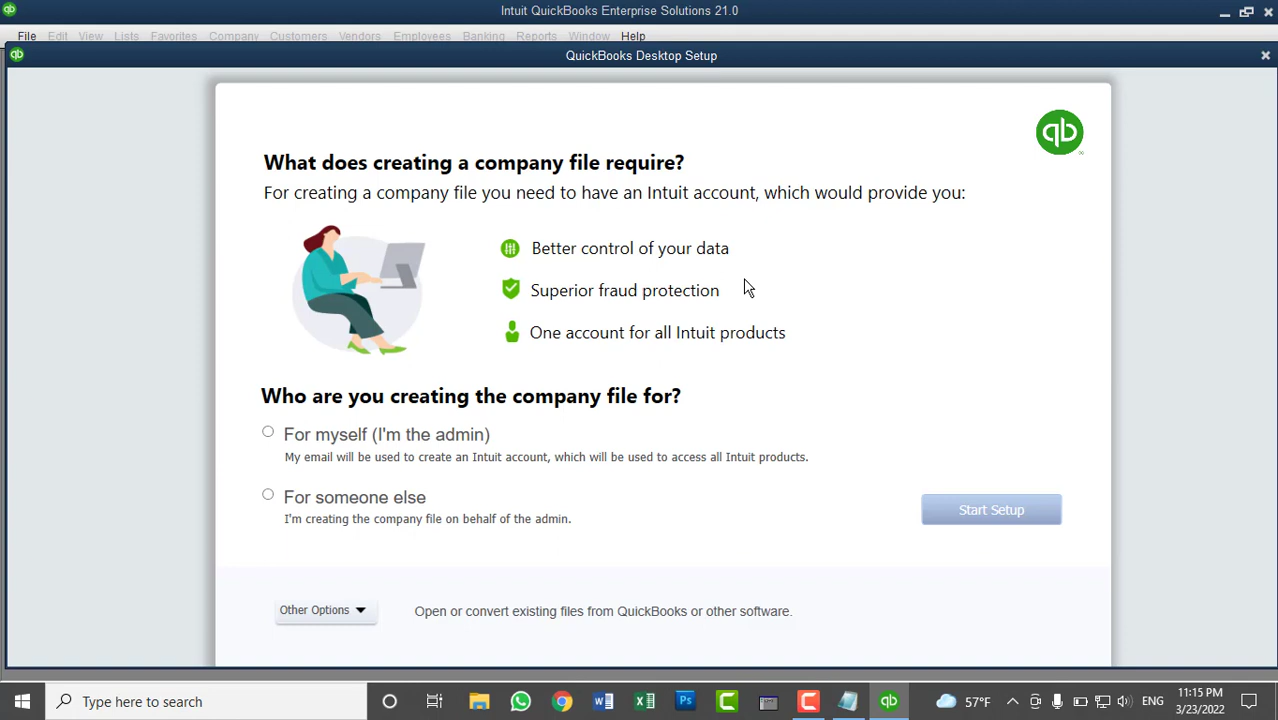 Intuit QuickBooks Enterprise Solutions 21.0
File Edit View Lists Favorites Company Customers Vendors Employees Banking Reports Window Help
qb QuickBooks Desktop Setup
qb
What does creating a company file require?
For creating a company file you need to have an Intuit account, which would provide you:
Better control of your data
Superior fraud protection
One account for all Intuit products
Who are you creating the company file for?
For myself (I'm the admin)
My email will be used to create an Intuit account, which will be used to access all Intuit products.
For someone else
I'm creating the company file on behalf of the admin.
Start Setup
Other Options Open or convert existing files from QuickBooks or other software.
Type here to search
Ps
57°F
ENG
11:15 PM
3/23/2022